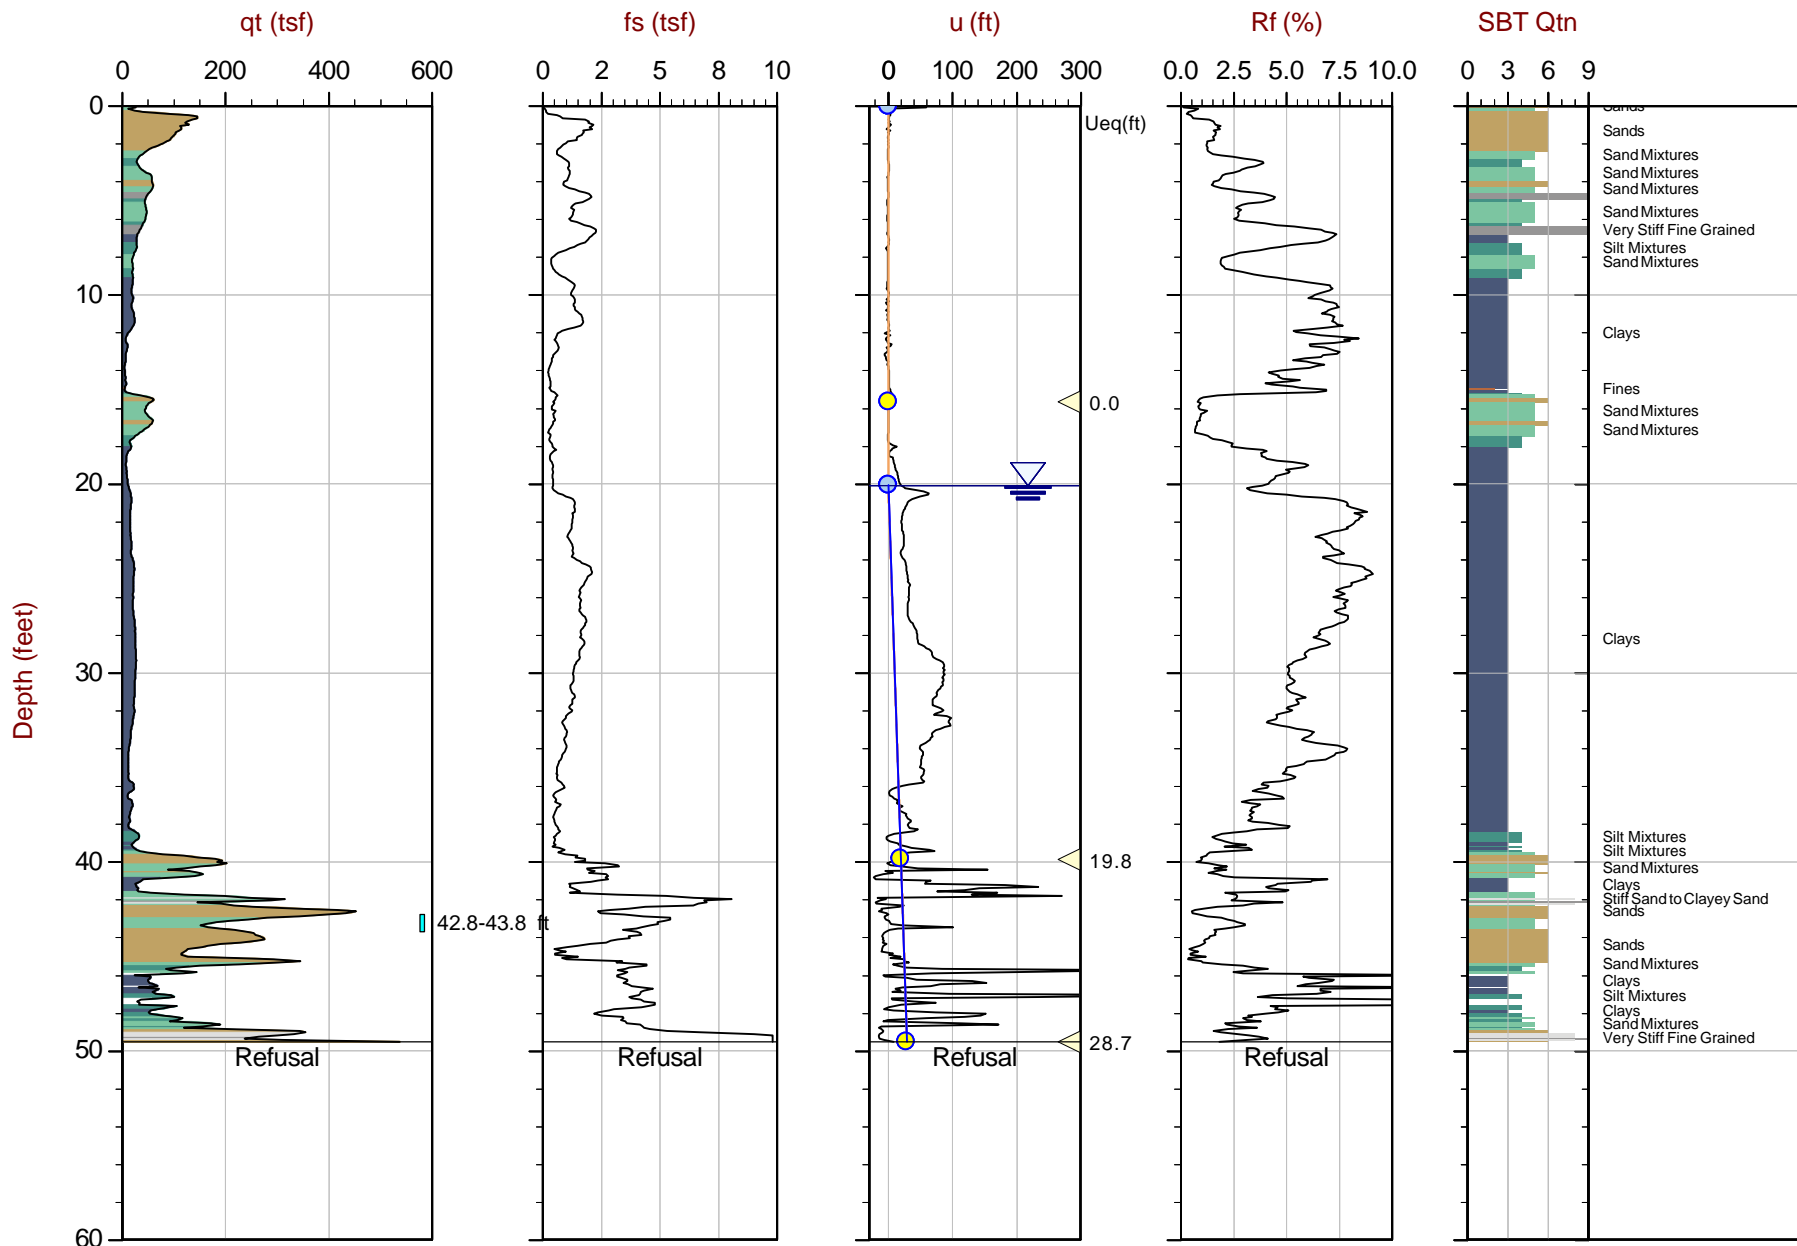 qt (tsf) fs (tsf) u (ft) Rf (%) SBT Qtn
0 200 400 600 0 2 5 8 10 0 100 200 300 0.0 2.5 5.0 7.5 10.0 0 3 6 9
0
Sands
Ueq(ft)
Sands
Sand Mixtures
Sand Mixtures
Sand Mixtures
Sand Mixtures
Very Stiff Fine Grained
Silt Mixtures
Sand Mixtures
10
Clays
Fines
0.0
Sand Mixtures
Sand Mixtures
20
Clays
Depth (feet)
30
Silt Mixtures
Silt Mixtures
40
19.8
Sand Mixtures
Clays
Stiff Sand to Clayey Sand
Sands
42.8-43.8 ft
Sands
Sand Mixtures
Clays
Silt Mixtures
Clays
Sand Mixtures
Very Stiff Fine Grained
28.7
50
Refusal Refusal Refusal Refusal
60